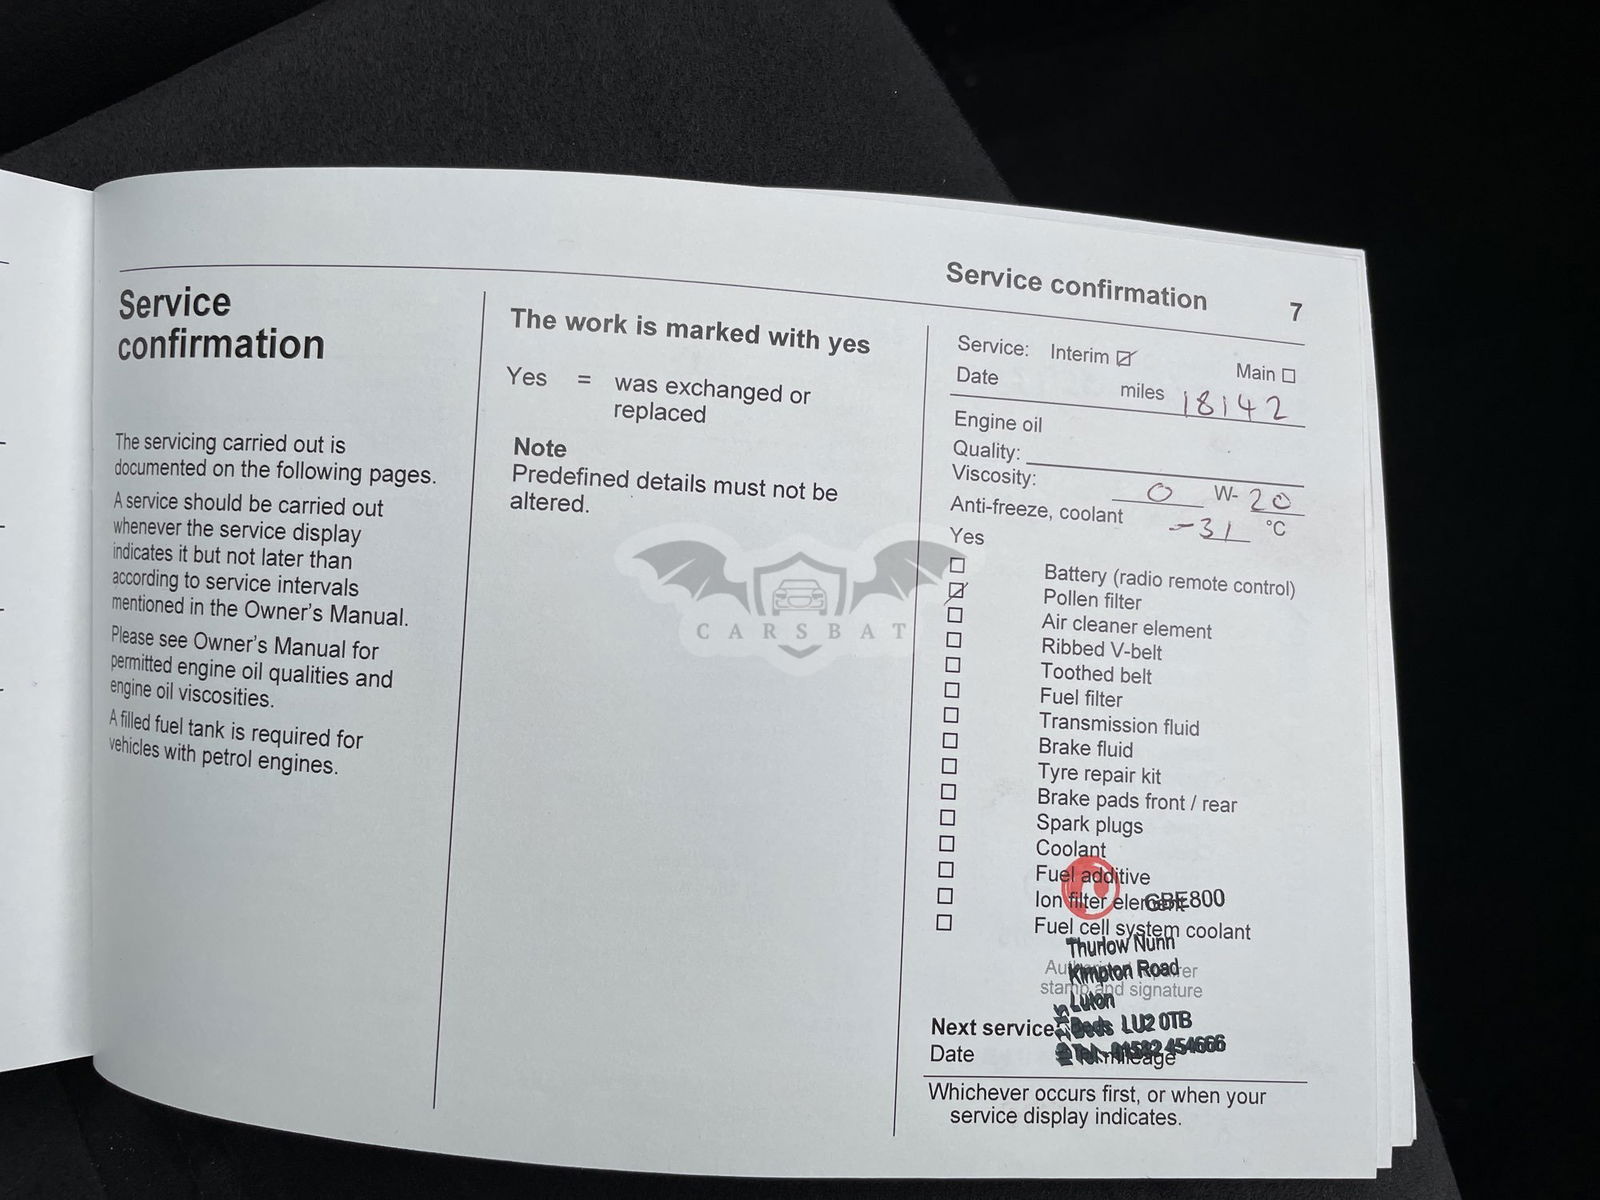 Service confirmation 7
Service
confirmation
The servicing carried out is
documented on the following pages.
A service should be carried out
whenever the service display
indicates it but not later than
according to service intervals
mentioned in the Owner's Manual.
Please see Owner's Manual for
permitted engine oil qualities and
engine oil viscosities.
A filled fuel tank is required for
vehicles with petrol engines.
The work is marked with yes
Yes = was exchanged or
replaced
Note
Predefined details must not be
altered.
CARSBAT
Service: Interim Main
Date miles 18142
Engine oil
Quality:
Viscosity: 0 W- 20
Anti-freeze, coolant -31 °C
Yes
Battery (radio remote control)
Pollen filter
Air cleaner element
Ribbed V-belt
Toothed belt
Fuel filter
Transmission fluid
Brake fluid
Tyre repair kit
Brake pads front / rear
Spark plugs
Coolant
Fuel additive
Ion filter element GBE800
Fuel cell system coolant
Thurlow Nunn
Kimpton Road
stamp and signature
Luton
Next service
Beds LU2 0TB
Date
Tel:- 01582 454666
mileage
Whichever occurs first, or when your
service display indicates.